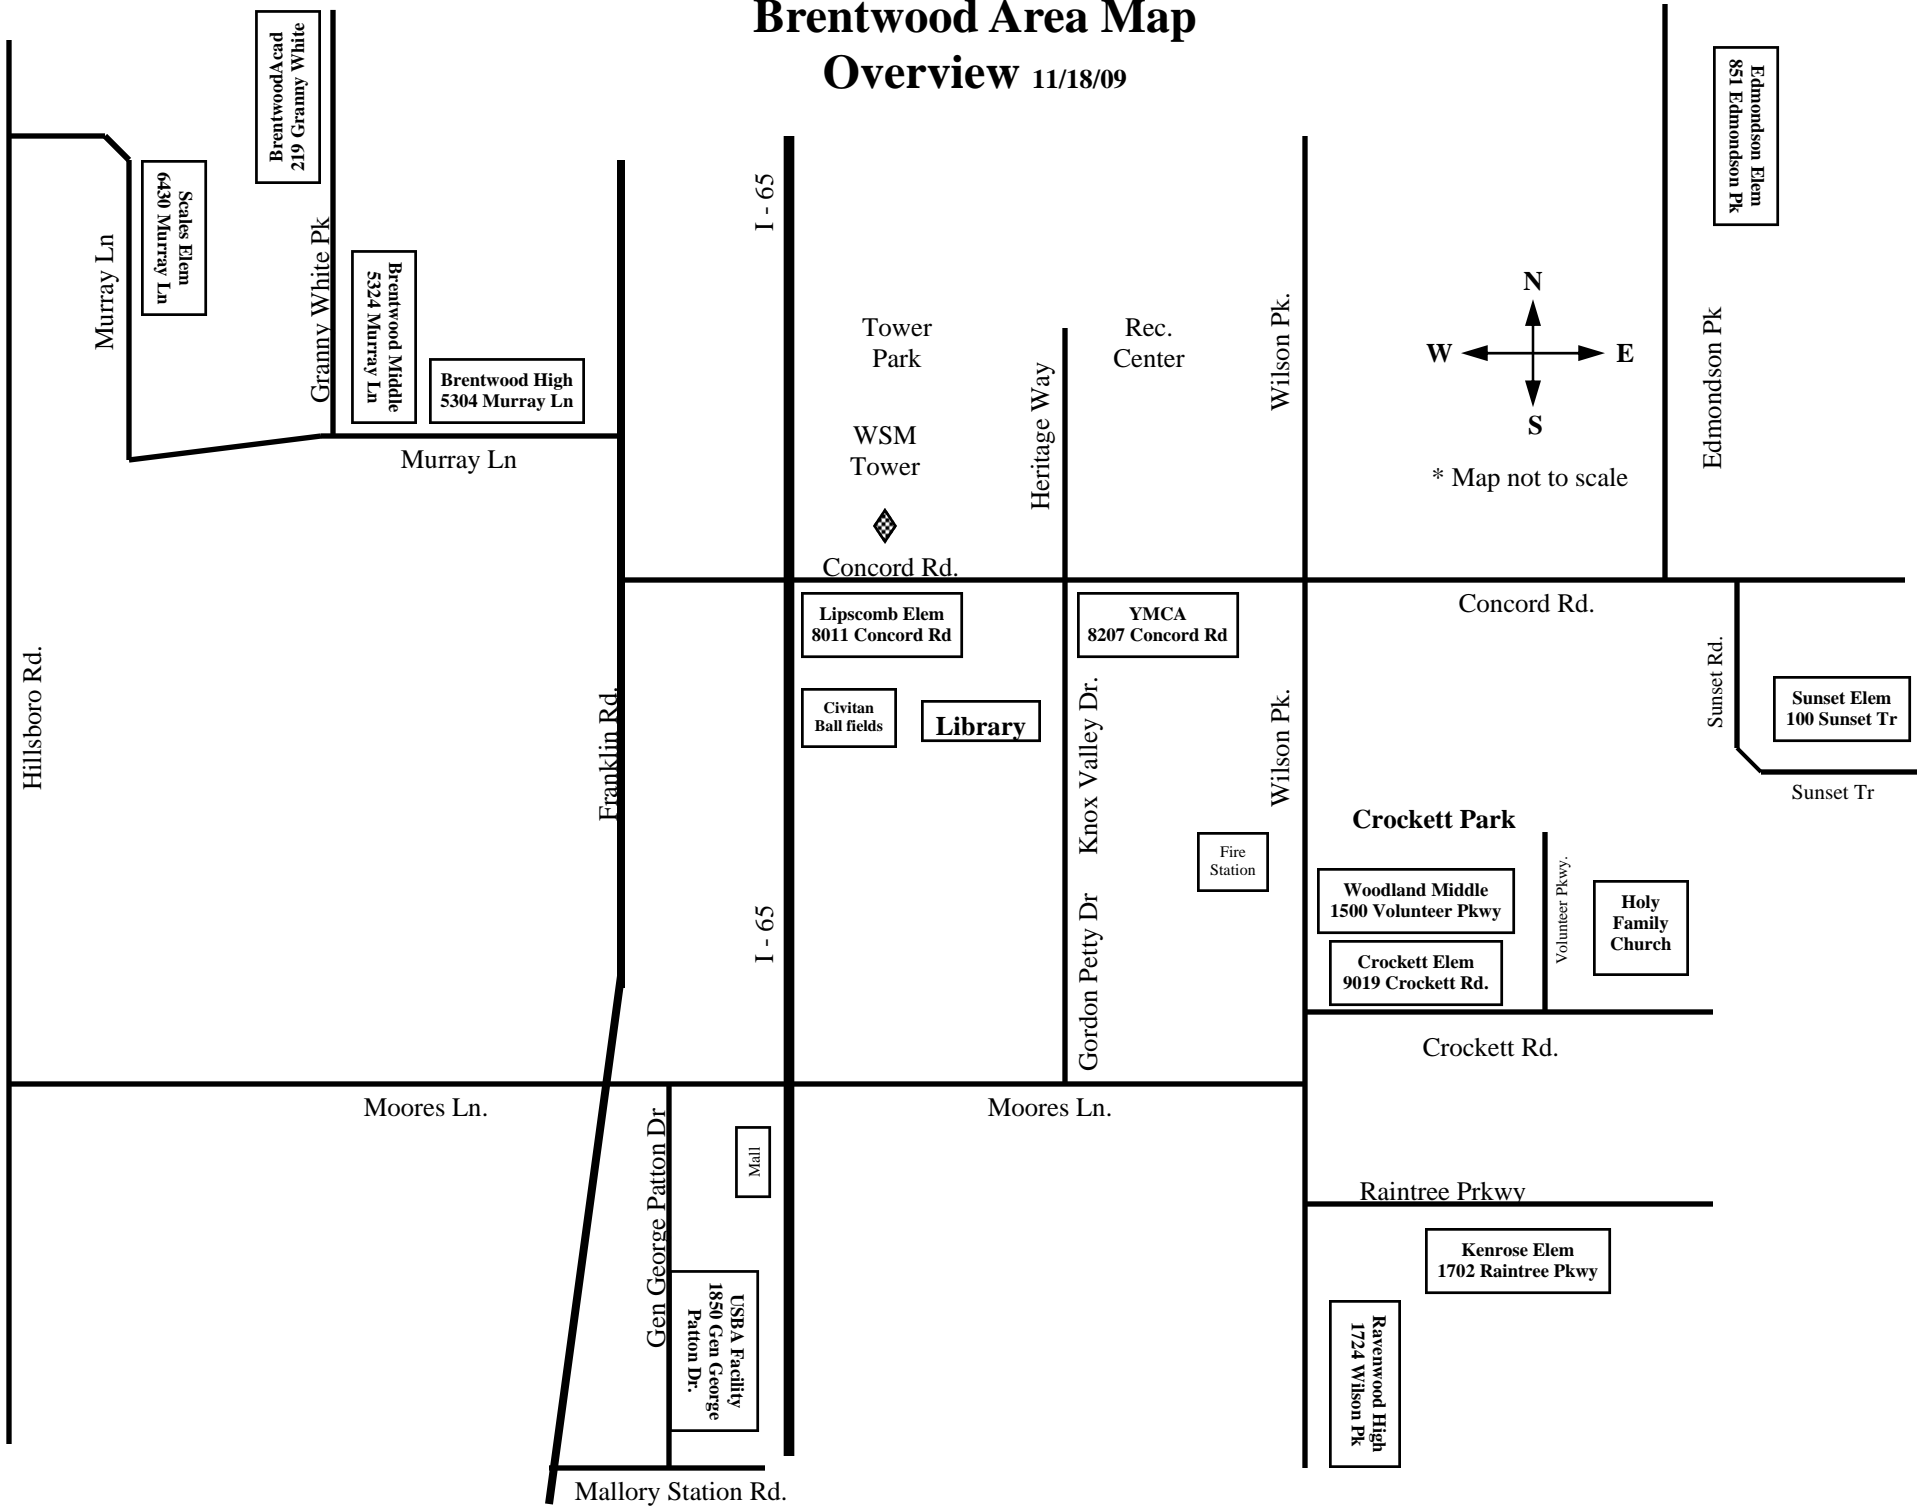 Brentwood Area Map
Overview 11/18/09
BrentwoodAcad
219 Granny White
Edmondson Elem
851 Edmondson Pk
Scales Elem
6430 Murray Ln
Murray Ln
Granny White Pk
Brentwood Middle
5324 Murray Ln
Brentwood High
5304 Murray Ln
Murray Ln
I - 65
Tower
Park
WSM
Tower
Heritage Way
Rec.
Center
Wilson Pk.
N
W
E
S
* Map not to scale
Edmondson Pk
Concord Rd.
Concord Rd.
Lipscomb Elem
8011 Concord Rd
YMCA
8207 Concord Rd
Hillsboro Rd.
Franklin Rd.
Civitan
Ball fields
Library
Knox Valley Dr.
Wilson Pk.
Sunset Rd.
Sunset Elem
100 Sunset Tr
Sunset Tr
Crockett Park
Fire
Station
Woodland Middle
1500 Volunteer Pkwy
Volunteer Pkwy.
Holy
Family
Church
Crockett Elem
9019 Crockett Rd.
I - 65
Gordon Petty Dr
Crockett Rd.
Moores Ln.
Moores Ln.
Gen George Patton Dr
Mall
Raintree Prkwy
Kenrose Elem
1702 Raintree Pkwy
USBA Facility
1850 Gen George
Patton Dr.
Ravenwood High
1724 Wilson Pk
Mallory Station Rd.